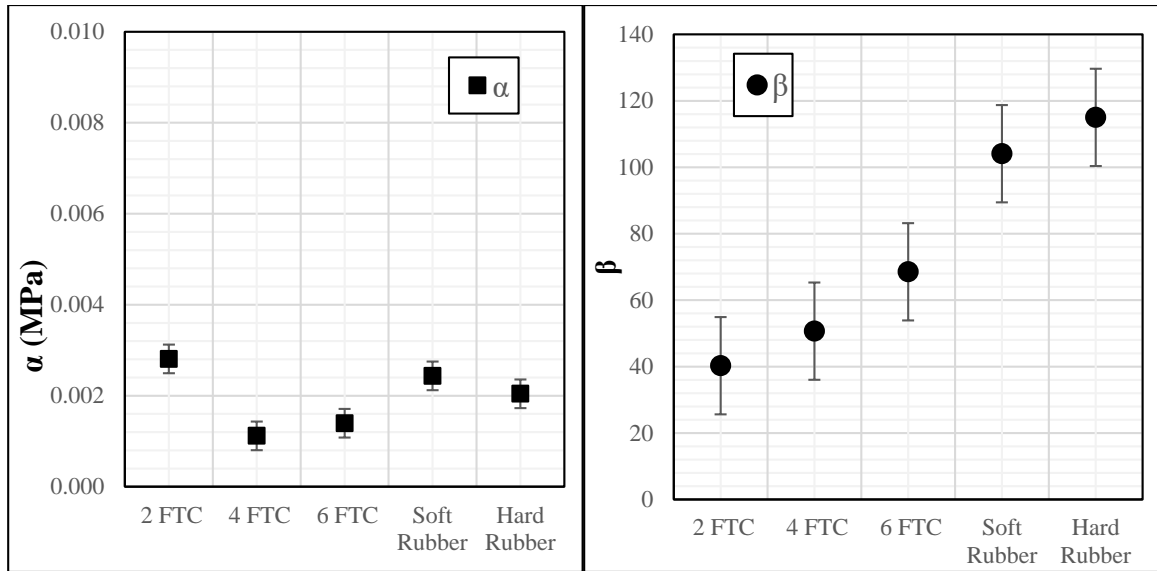 α (MPa)
0.010
0.008
0.006
0.004
0.002
0.000
α
2 FTC
4 FTC
6 FTC
Soft
Rubber
Hard
Rubber
β
140
120
100
80
60
40
20
0
β
2 FTC
4 FTC
6 FTC
Soft
Rubber
Hard
Rubber